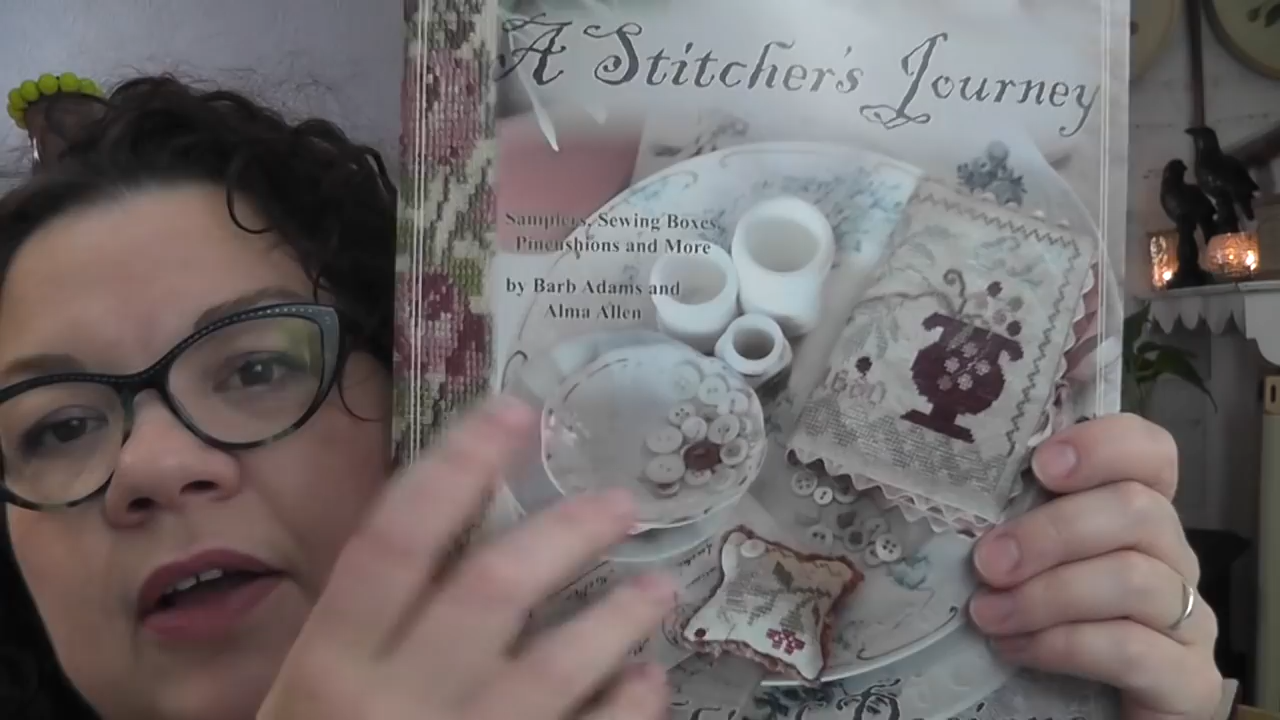 A Stitcher's Journey
Samplers, Sewing Boxes,
Pincushions and More
by Barb Adams and
Alma Allen